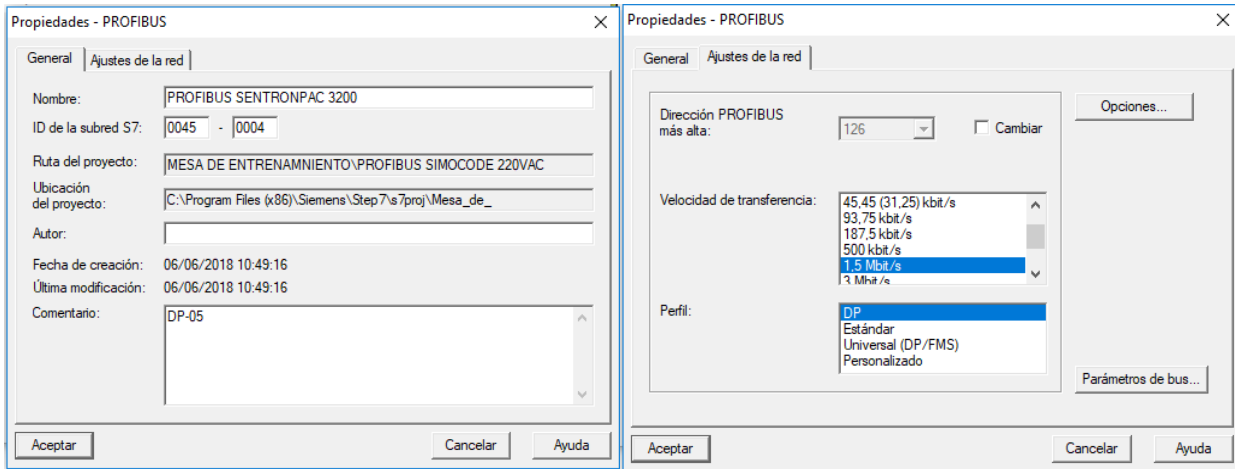 Propiedades - PROFIBUS
General
Ajustes de la red
Nombre: PROFIBUS SENTRONPAC 3200
ID de la subred S7: 0045 - 0004
Ruta del proyecto: MESA DE ENTRENAMNIENTO\PROFIBUS SIMOCODE 220VAC
Ubicación
del proyecto: C:\Program Files (x86)\Siemens\Step7\s7proj\Mesa_de_
Autor:
Fecha de creación: 06/06/2018 10:49:16
Última modificación: 06/06/2018 10:49:16
Comentario: DP-05
Aceptar
Cancelar
Ayuda
Propiedades - PROFIBUS
General
Ajustes de la red
Dirección PROFIBUS
más alta: 126
Cambiar
Opciones...
Velocidad de transferencia: 45,45 (31,25) kbit/s
93,75 kbit/s
187,5 kbit/s
500 kbit/s
1,5 Mbit/s
3 Mbit/s
Perfil: DP
Estándar
Universal (DP/FMS)
Personalizado
Parámetros de bus...
Aceptar
Cancelar
Ayuda